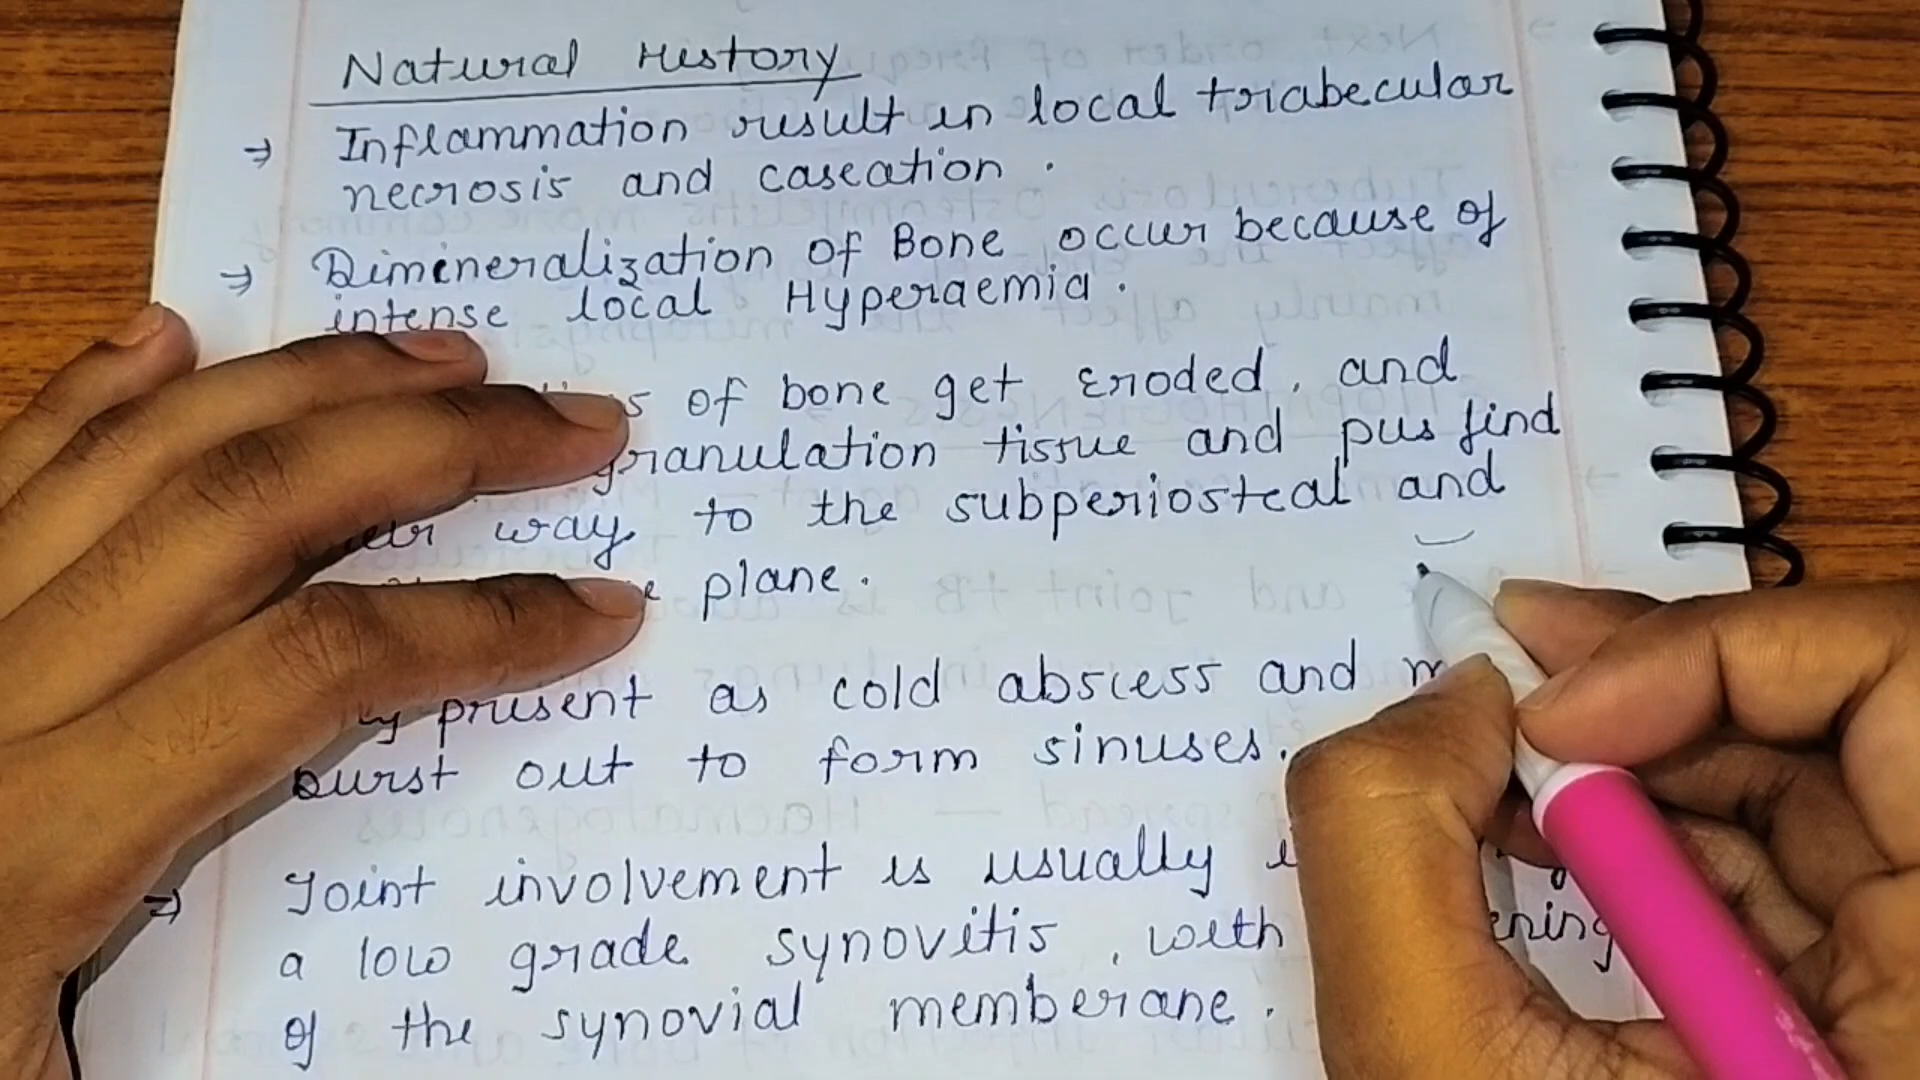 Natural History
⇒ Inflammation result in local trabecular
necrosis and caseation.
⇒ Dimineralization of Bone occur because of
intense local Hyperaemia.
of bone get Eroded, and
granulation tissue and pus find
way to the subperiosteal and
plane.
present as cold abscess and
burst out to form sinuses.
⇒ Joint involvement is usually
a low grade synovitis, with
of the synovial memberane.